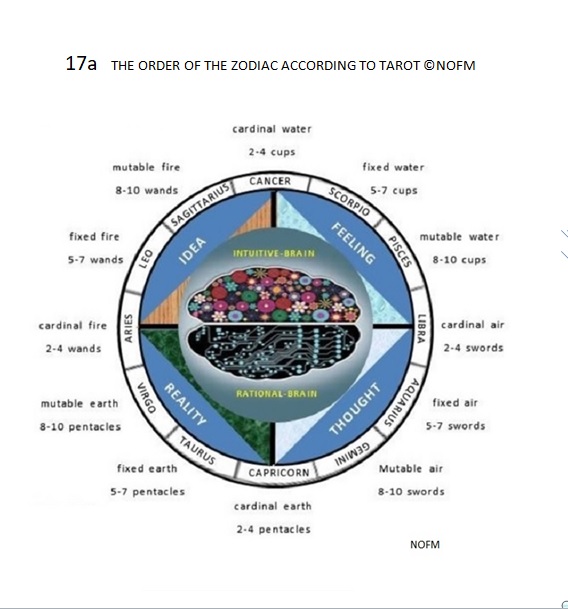 17a THE ORDER OF THE ZODIAC ACCORDING TO TAROT ©NOFM
cardinal water
2-4 cups
mutable fire
8-10 wands
fixed water
5-7 cups
CANCER
SAGITTARIUS
SCORPIO
fixed fire
5-7 wands
LEO
IDEA
FEELING
PISCES
mutable water
8-10 cups
INTUITIVE-BRAIN
cardinal fire
2-4 wands
ARIES
LIBRA
cardinal air
2-4 swords
mutable earth
8-10 pentacles
VIRGO
REALITY
RATIONAL-BRAIN
THOUGHT
AQUARIUS
fixed air
5-7 swords
TAURUS
CAPRICORN
GEMINI
fixed earth
5-7 pentacles
Mutable air
8-10 swords
cardinal earth
2-4 pentacles
NOFM